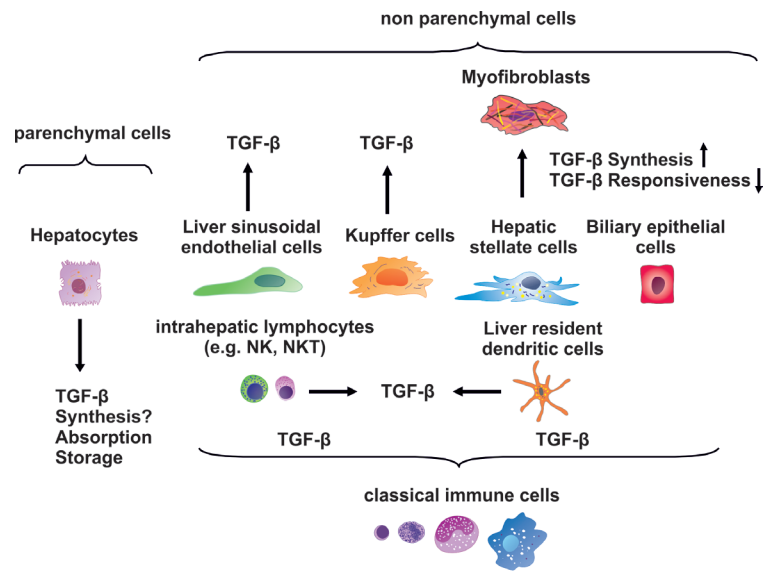 non parenchymal cells
Myofibroblasts
parenchymal cells
TGF-β
TGF-β
TGF-β Synthesis
TGF-β Responsiveness
Hepatocytes
Liver sinusoidal
endothelial cells
Kupffer cells
Hepatic
stellate cells
Biliary epithelial
cells
intrahepatic lymphocytes
(e.g. NK, NKT)
Liver resident
dendritic cells
TGF-β
TGF-β
Synthesis?
Absorption
Storage
TGF-β
TGF-β
classical immune cells